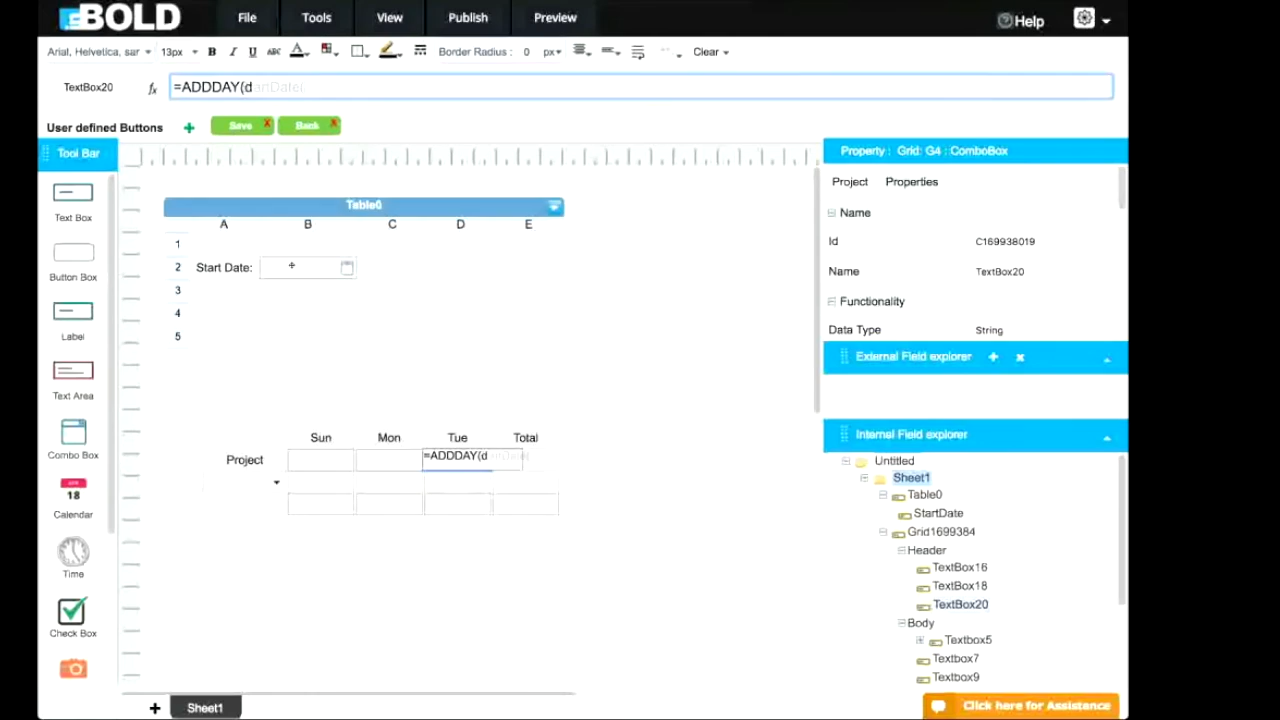 BOLD File Tools View Publish Preview Help
Arial, Helvetica, sar 13px B I U ABC A Border Radius : 0 px Clear
TextBox20 fx =ADDDAY(d
User defined Buttons + Save x Back x
Tool Bar
Property : Grid: G4 : ComboBox
Project Properties
Text Box
Table0
Name
A B C D E
1
Id C169938019
Button Box
2 Start Date:
Name TextBox20
3
Functionality
Label
4
Data Type String
5
External Field explorer + x
Text Area
Internal Field explorer
Combo Box
Sun Mon Tue Total
Project =ADDDAY(d
18
Calendar
Untitled
Sheet1
Table0
StartDate
Grid1699384
Header
Time
TextBox16
TextBox18
TextBox20
Check Box
Body
Textbox5
Textbox7
Textbox9
+ Sheet1
Click here for Assistance